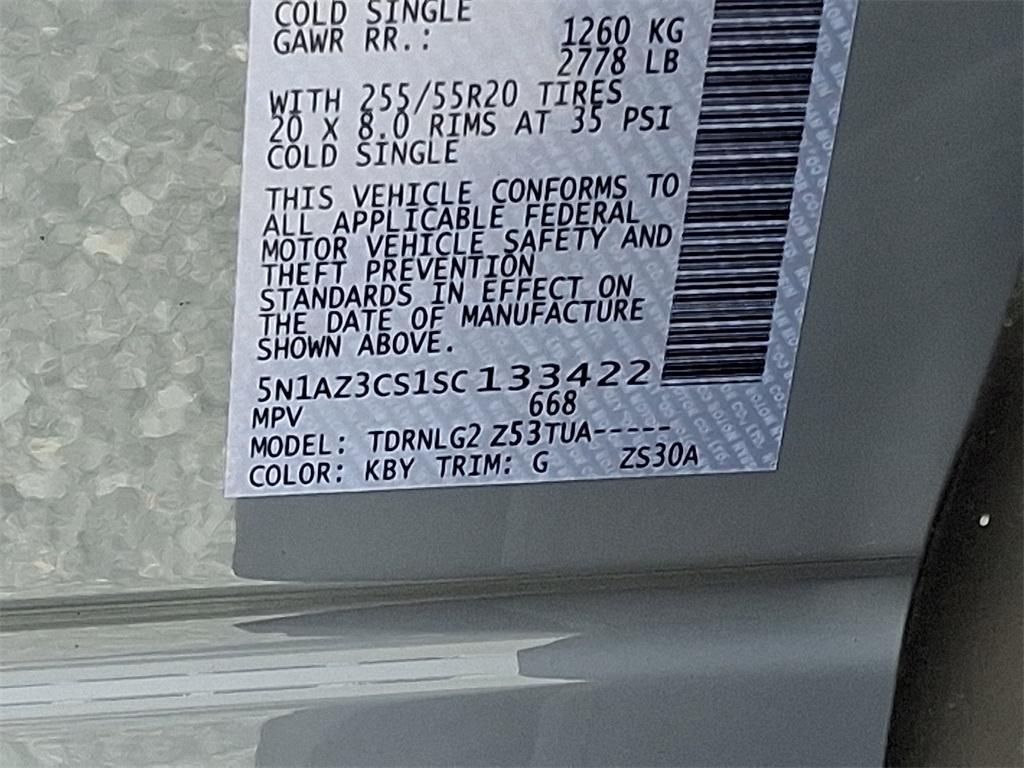 COLD SINGLE
GAWR RR.: 1260 KG
2778 LB
WITH 255/55R20 TIRES
20 X 8.0 RIMS AT 35 PSI
COLD SINGLE
THIS VEHICLE CONFORMS TO
ALL APPLICABLE FEDERAL
MOTOR VEHICLE SAFETY AND
THEFT PREVENTION
STANDARDS IN EFFECT ON
THE DATE OF MANUFACTURE
SHOWN ABOVE.
5N1AZ3CS1SC133422
MPV 668
MODEL: TDRNLG2 Z53TUA-----
COLOR: KBY TRIM: G ZS30A